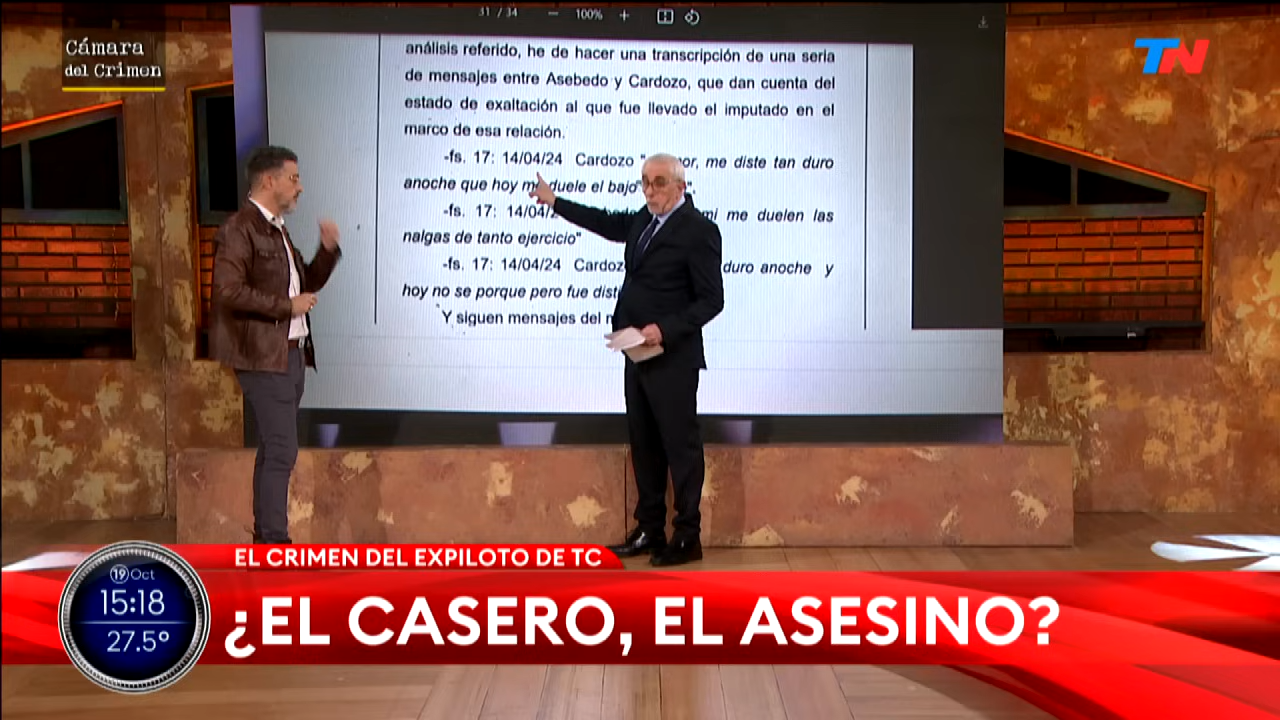 Cámara
del Crimen
31 / 34
100%
TN
análisis referido, he de hacer una transcripción de una seria
de mensajes entre Asebedo y Cardozo, que dan cuenta del
estado de exaltación al que fue llevado el imputado en el
marco de esa relación.
-fs. 17: 14/04/24 Cardozo " me diste tan duro
anoche que hoy me duele el bajo"
-fs. 17: 14/04/ mi me duelen las
nalgas de tanto ejercicio"
-fs. 17: 14/04/24 duro anoche y
hoy no se porque pero fue
Y siguen mensajes del
EL CRIMEN DEL EXPILOTO DE TC
19 Oct
15:18
27.5°
¿EL CASERO, EL ASESINO?